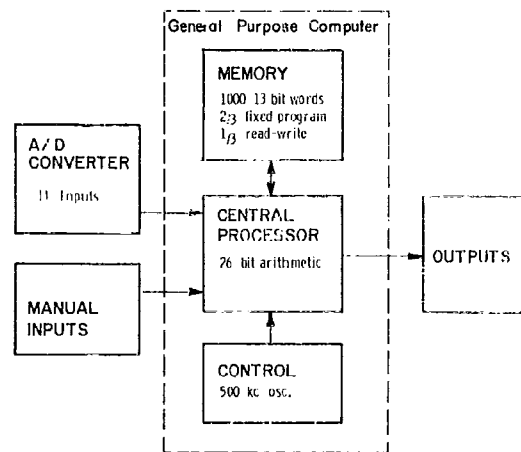 General Purpose Computer
MEMORY
1000 13 bit words
2/3 fixed program
1/3 read-write
A/D
CONVERTER
11 Inputs
CENTRAL
PROCESSOR
26 bit arithmetic
OUTPUTS
MANUAL
INPUTS
CONTROL
500 kc osc.